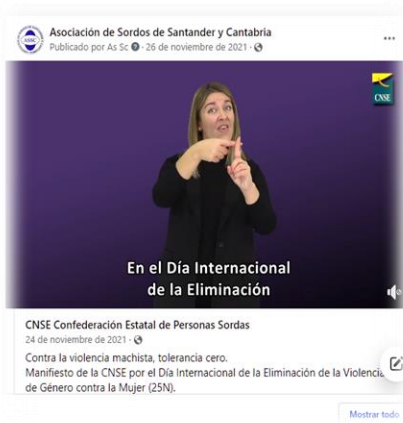 Asociación de Sordos de Santander y Cantabria
Publicado por As Sc · 26 de noviembre de 2021 ·
CNSE
En el Día Internacional
de la Eliminación
CNSE Confederación Estatal de Personas Sordas
24 de noviembre de 2021 ·
Contra la violencia machista, tolerancia cero.
Manifiesto de la CNSE por el Día Internacional de la Eliminación de la Violencia
de Género contra la Mujer (25N).
Mostrar todo